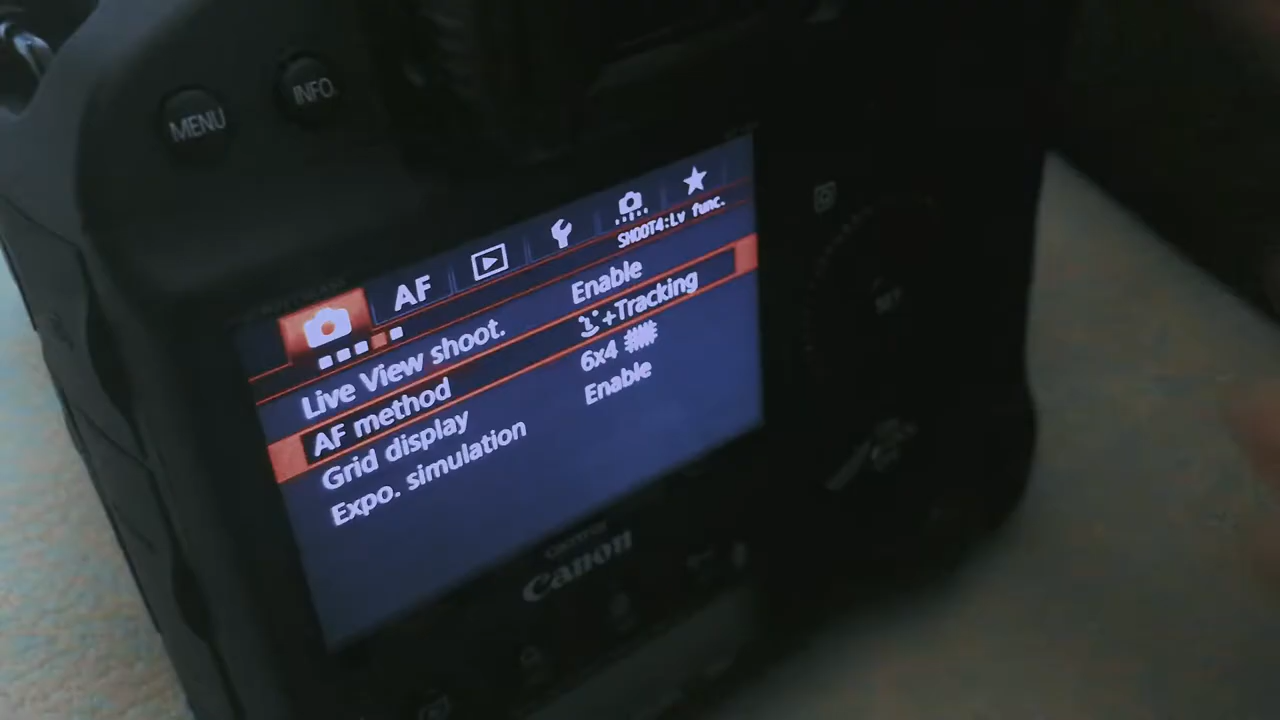 MENU
INFO
AF
SHOOT4:Lv func.
Live View shoot. Enable
AF method +Tracking
Grid display 6x4
Expo. simulation Enable
Canon